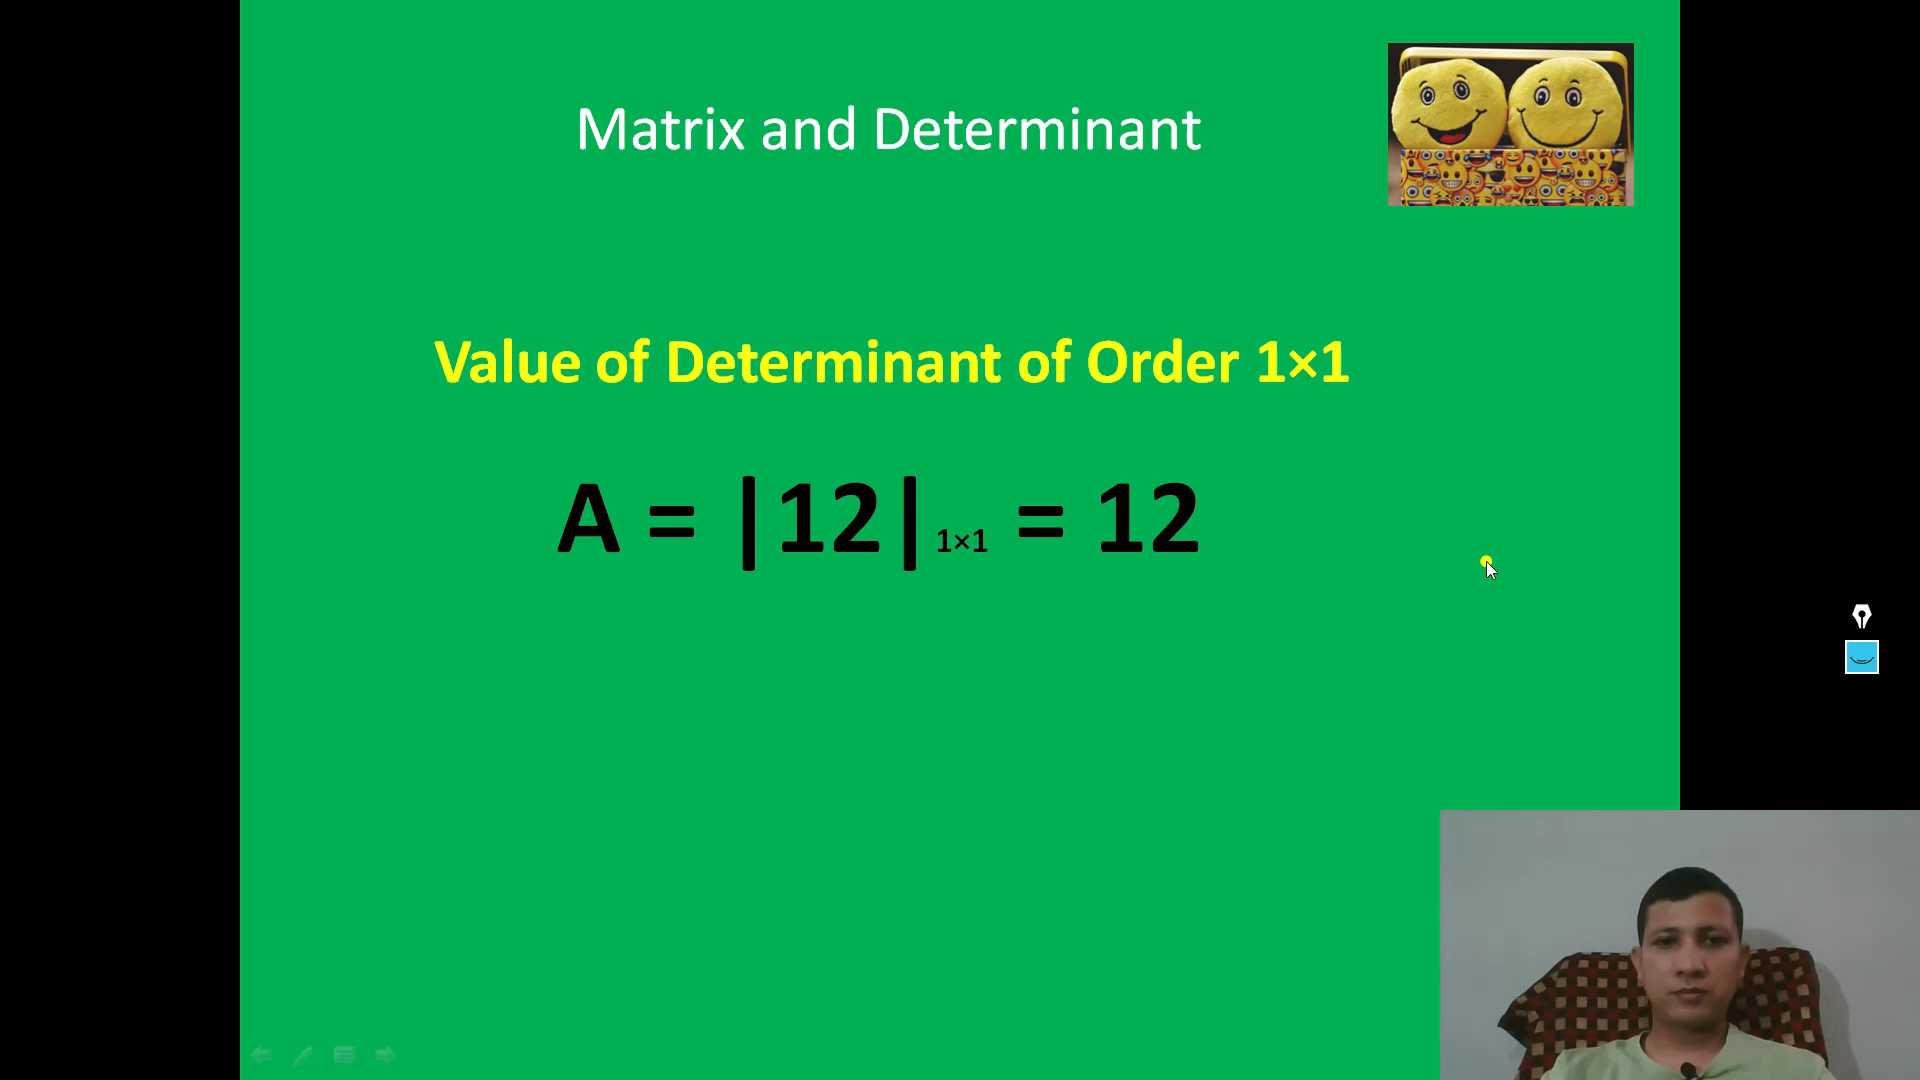 Matrix and Determinant
Value of Determinant of Order 1×1
A = |12| 1×1 = 12